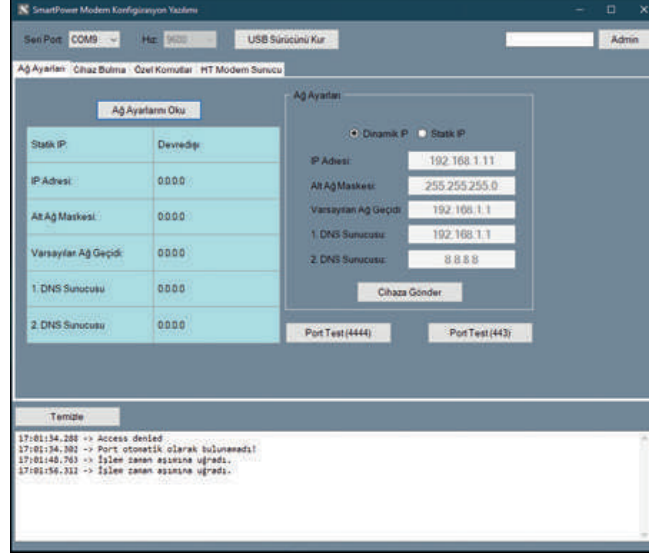 SmartPower Modem Konfigürasyon Yazılımı
Seri Port: COM9 Hız: 9600 USB Sürücünü Kur Admin
Ağ Ayarları Cihaz Bulma Özel Komutlar HT Modem Sunucu
Ağ Ayarlarını Oku
Statik IP: Devredışı
IP Adresi: 0.0.0.0
Alt Ağ Maskesi: 0.0.0.0
Varsayılan Ağ Geçidi: 0.0.0.0
1. DNS Sunucusu 0.0.0.0
2. DNS Sunucusu 0.0.0.0
Ağ Ayarları
Dinamik IP Statik IP
IP Adresi: 192.168.1.11
Alt Ağ Maskesi: 255.255.255.0
Varsayılan Ağ Geçidi: 192.168.1.1
1. DNS Sunucusu: 192.168.1.1
2. DNS Sunucusu: 8.8.8.8
Cihaza Gönder
Port Test (4444) Port Test (443)
Temizle
17:01:34.288 -> Access denied
17:01:34.302 -> Port otomatik olarak bulunamadı!
17:01:48.763 -> İşlem zaman aşımına uğradı.
17:01:56.312 -> İşlem zaman aşımına uğradı.